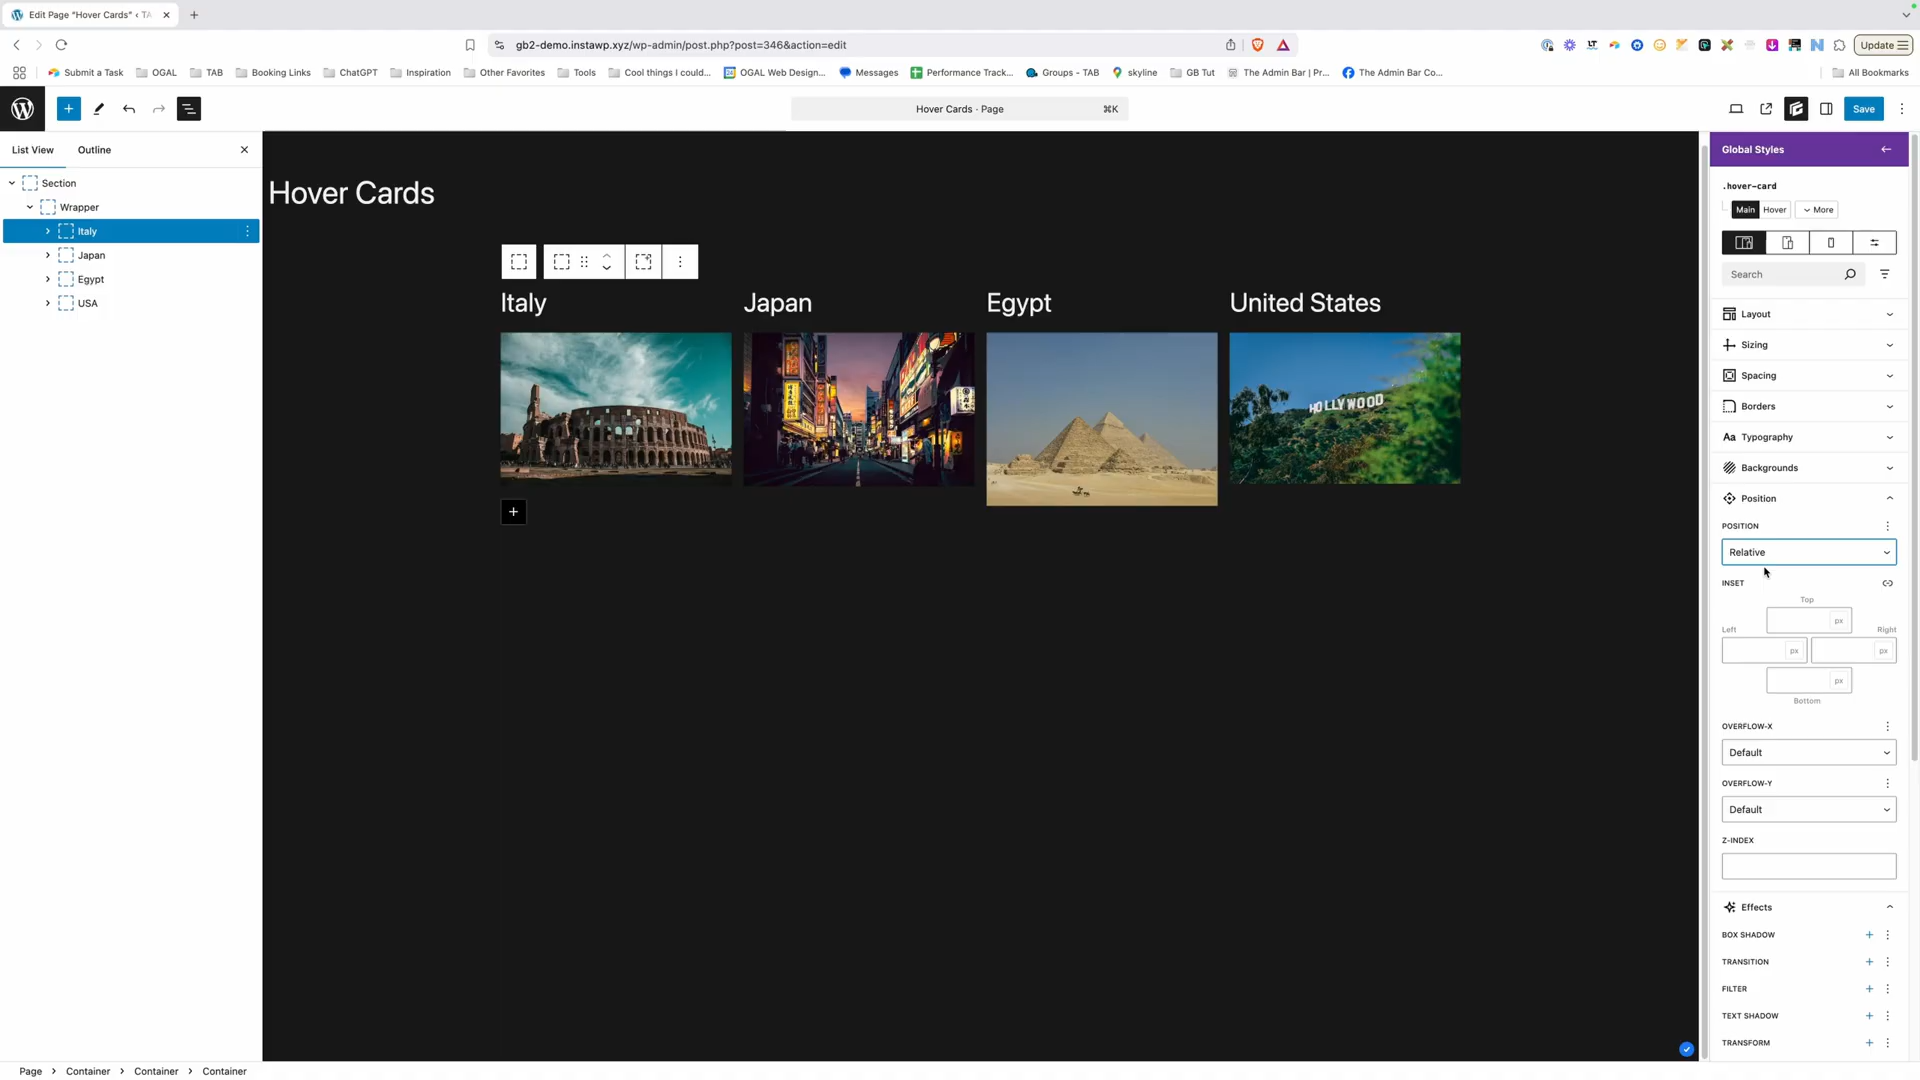 Edit Page "Hover Cards" ‹ TA
gb2-demo.instawp.xyz/wp-admin/post.php?post=346&action=edit
Update
Submit a Task
OGAL
TAB
Booking Links
ChatGPT
Inspiration
Other Favorites
Tools
Cool things I could...
OGAL Web Design...
Messages
Performance Track...
Groups - TAB
skyline
GB Tut
The Admin Bar | Pr...
The Admin Bar Co...
All Bookmarks
Hover Cards · Page
⌘K
Save
List View
Outline
Section
Wrapper
Italy
Japan
Egypt
USA
Hover Cards
Italy
Japan
Egypt
United States
HOLLYWOOD
Global Styles
.hover-card
Main
Hover
More
Search
Layout
Sizing
Spacing
Borders
Aa Typography
Backgrounds
Position
POSITION
Relative
INSET
Top
px
Left
Right
px
px
px
Bottom
OVERFLOW-X
Default
OVERFLOW-Y
Default
Z-INDEX
Effects
BOX SHADOW
TRANSITION
FILTER
TEXT SHADOW
TRANSFORM
Page › Container › Container › Container